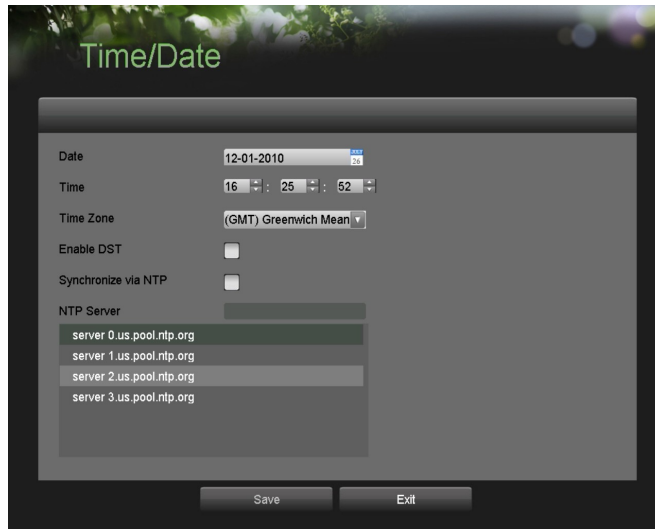 Time/Date
Date 12-01-2010 26
Time 16 : 25 : 52
Time Zone (GMT) Greenwich Mean
Enable DST
Synchronize via NTP
NTP Server
server 0.us.pool.ntp.org
server 1.us.pool.ntp.org
server 2.us.pool.ntp.org
server 3.us.pool.ntp.org
Save Exit